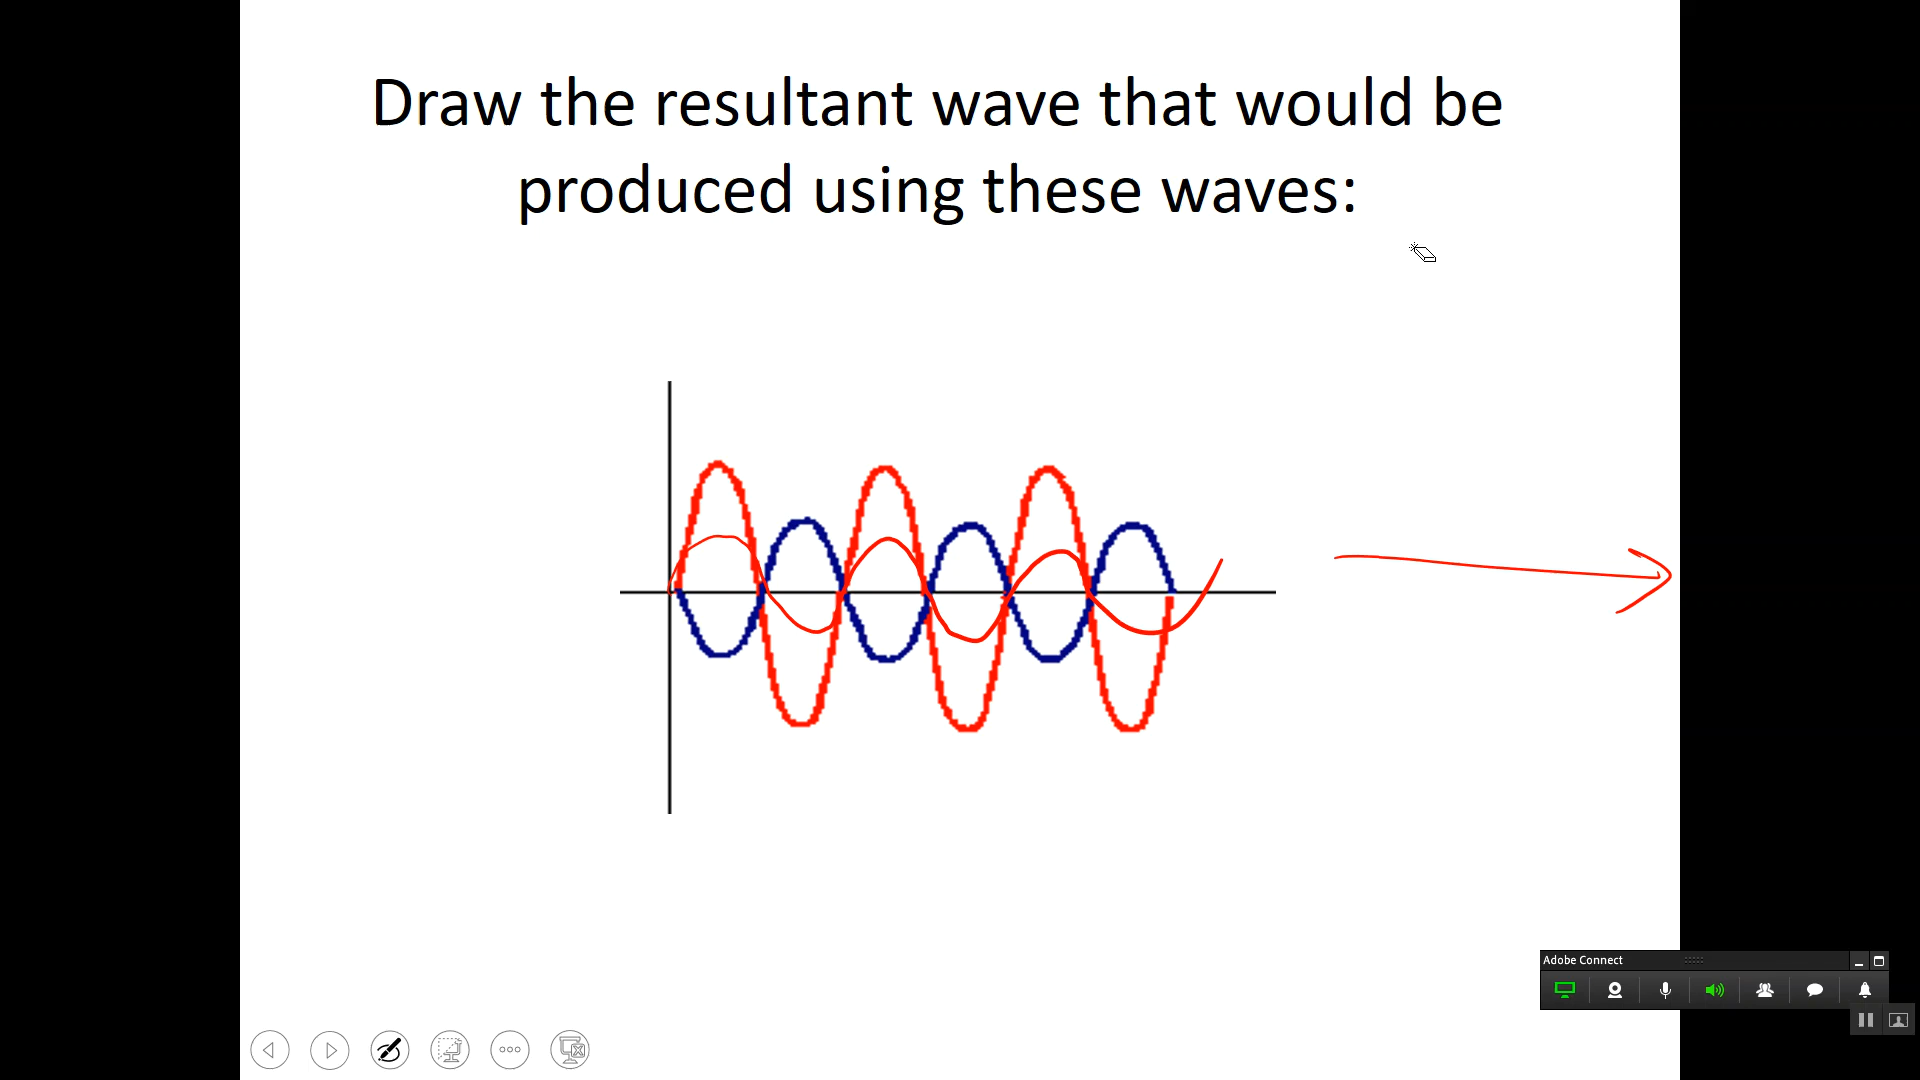 Draw the resultant wave that would be
produced using these waves:
Adobe Connect